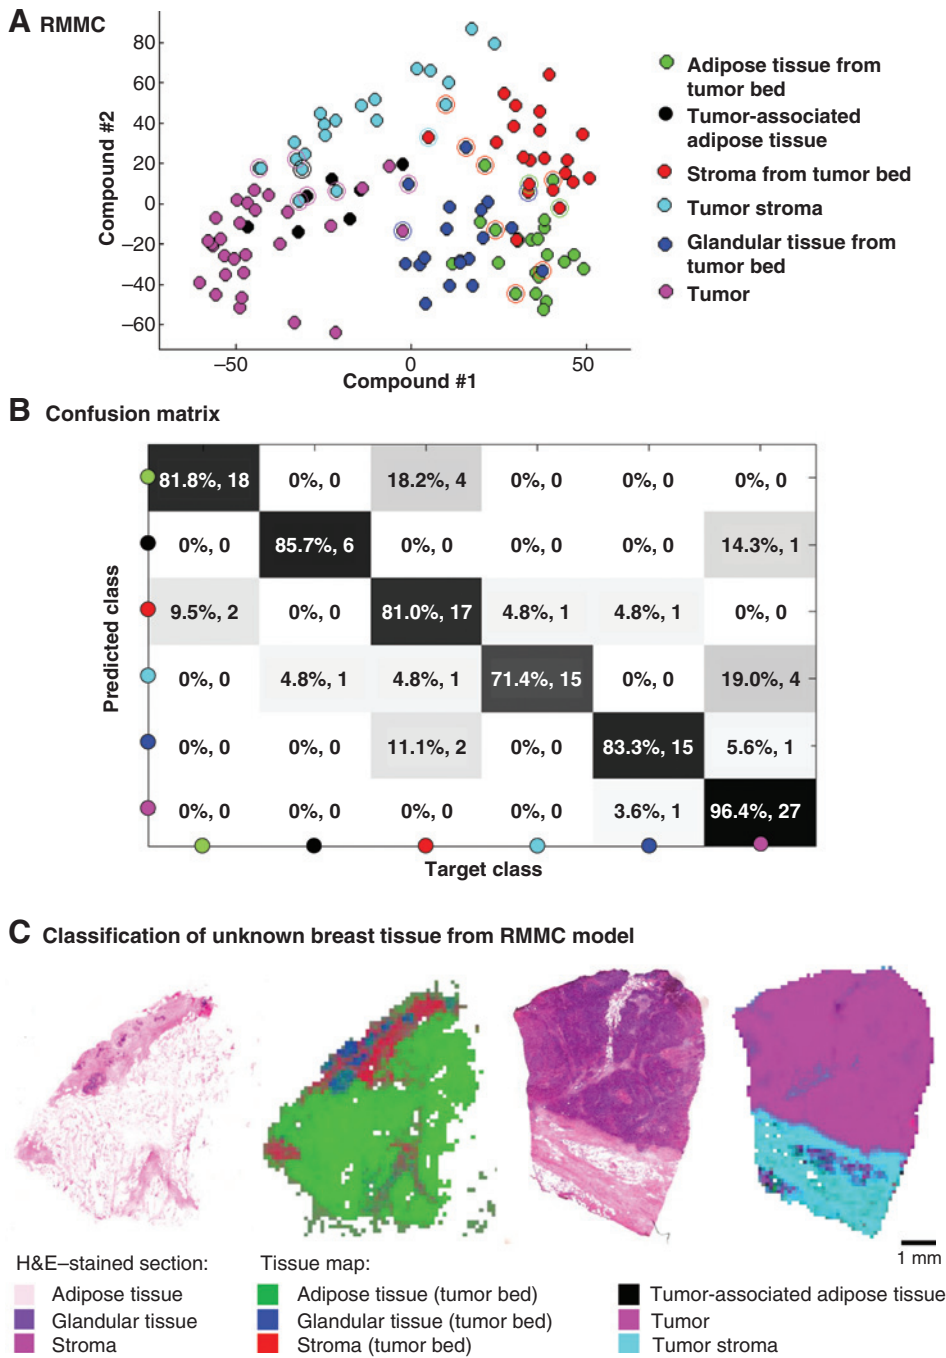 A RMMC
80
60
40
20
0
−20
−40
−60
Compound #2
−50
0
50
Compound #1
Adipose tissue from
tumor bed
Tumor-associated
adipose tissue
Stroma from tumor bed
Tumor stroma
Glandular tissue from
tumor bed
Tumor
B Confusion matrix
Predicted class
81.8%, 18 0%, 0 18.2%, 4 0%, 0 0%, 0 0%, 0
0%, 0 85.7%, 6 0%, 0 0%, 0 0%, 0 14.3%, 1
9.5%, 2 0%, 0 81.0%, 17 4.8%, 1 4.8%, 1 0%, 0
0%, 0 4.8%, 1 4.8%, 1 71.4%, 15 0%, 0 19.0%, 4
0%, 0 0%, 0 11.1%, 2 0%, 0 83.3%, 15 5.6%, 1
0%, 0 0%, 0 0%, 0 0%, 0 3.6%, 1 96.4%, 27
Target class
C Classification of unknown breast tissue from RMMC model
1 mm
H&E–stained section:
Adipose tissue
Glandular tissue
Stroma
Tissue map:
Adipose tissue (tumor bed)
Glandular tissue (tumor bed)
Stroma (tumor bed)
Tumor-associated adipose tissue
Tumor
Tumor stroma